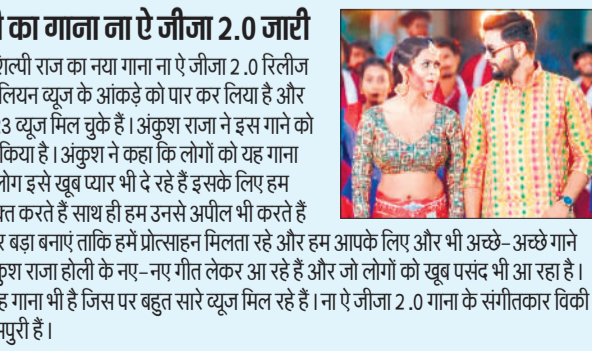 का गाना ना ऐ जीजा 2.0 जारी
शिल्पी राज का नया गाना ना ऐ जीजा 2.0 रिलीज
व्यूज के आंकड़े को पार कर लिया है और
व्यूज मिल चुके हैं। अंकुश राजा ने इस गाने को
किया है। अंकुश ने कहा कि लोगों को यह गाना
लोग इसे खूब प्यार भी दे रहे हैं इसके लिए हम
करते हैं साथ ही हम उनसे अपील भी करते हैं
बड़ा बनाएं ताकि हमें प्रोत्साहन मिलता रहे और हम आपके लिए और भी अच्छे-अच्छे गाने
राजा होली के नए-नए गीत लेकर आ रहे हैं और जो लोगों को खूब पसंद भी आ रहा है।
गाना भी है जिस पर बहुत सारे व्यूज मिल रहे हैं। ना ऐ जीजा 2.0 गाना के संगीतकार विकी
हैं।